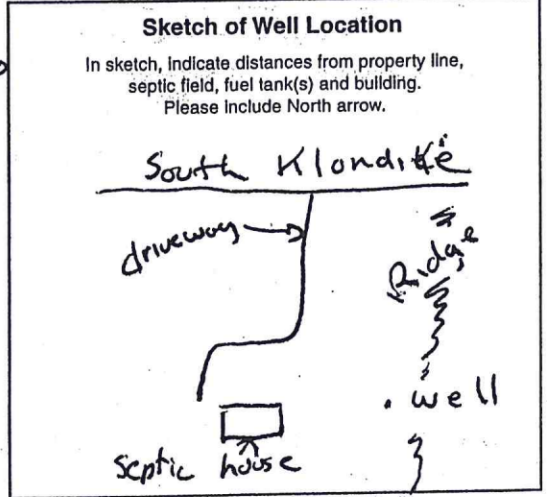 Sketch of Well Location
In sketch, indicate distances from property line,
septic field, fuel tank(s) and building.
Please include North arrow.
South Klondike
driveway
Ridge
. well
septic house